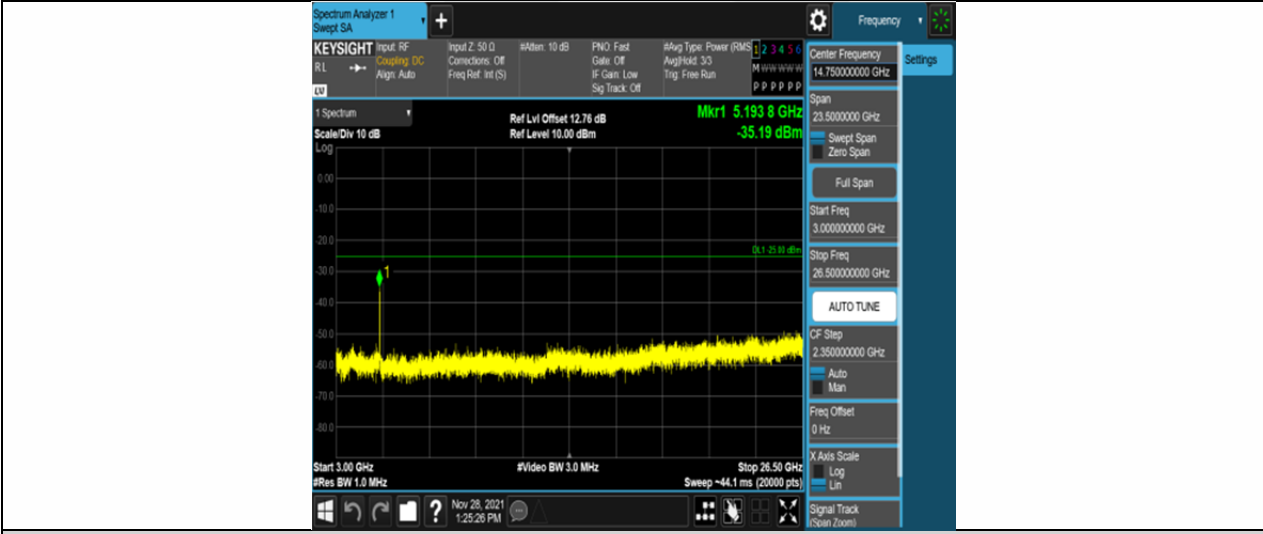 Spectrum Analyzer 1
Swept SA
+
Frequency
KEYSIGHT
RL
Input: RF
Coupling: DC
Align: Auto
Input Z: 50 Ω
Corrections: Off
Freq Ref: Int (S)
#Atten: 10 dB
PNO: Fast
Gate: Off
IF Gain: Low
Sig Track: Off
#Avg Type: Power (RMS
Avg|Hold: 3/3
Trig: Free Run
1 2 3 4 5 6
M W W W W W
P P P P P P
1 Spectrum
Scale/Div 10 dB
Log
Ref Lvl Offset 12.76 dB
Ref Level 10.00 dBm
Mkr1 5.193 8 GHz
-35.19 dBm
0.00
-10.0
-20.0
DL1 -25.00 dBm
-30.0
1
-40.0
-50.0
-60.0
-70.0
-80.0
Start 3.00 GHz
#Res BW 1.0 MHz
#Video BW 3.0 MHz
Stop 26.50 GHz
Sweep ~44.1 ms (20000 pts)
?
Nov 28, 2021
1:25:26 PM
Center Frequency
14.750000000 GHz
Settings
Span
23.5000000 GHz
Swept Span
Zero Span
Full Span
Start Freq
3.000000000 GHz
Stop Freq
26.500000000 GHz
AUTO TUNE
CF Step
2.350000000 GHz
Auto
Man
Freq Offset
0 Hz
X Axis Scale
Log
Lin
Signal Track
(Span Zoom)